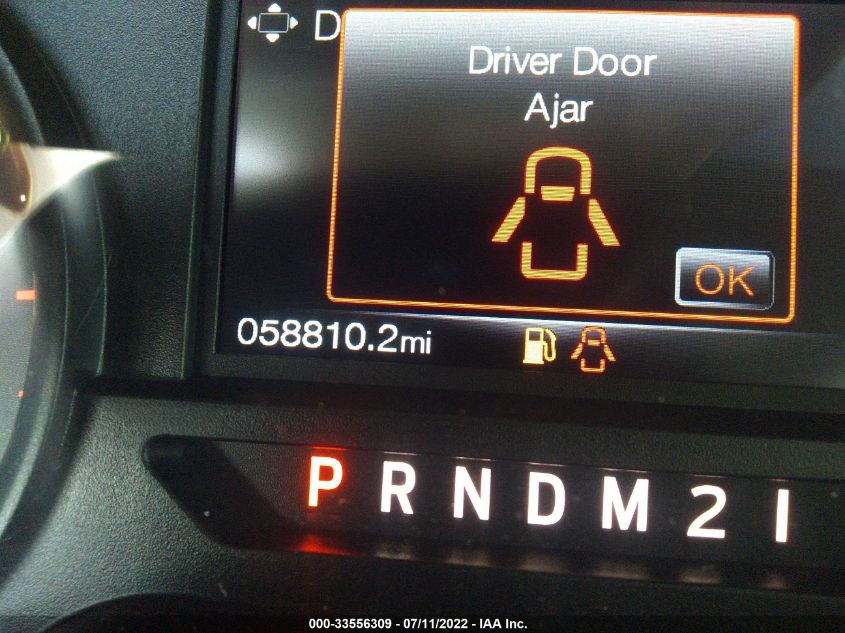 D
Driver Door
Ajar
OK
058810.2mi
P R N D M 2 1
000-33556309 - 07/11/2022 - IAA Inc.